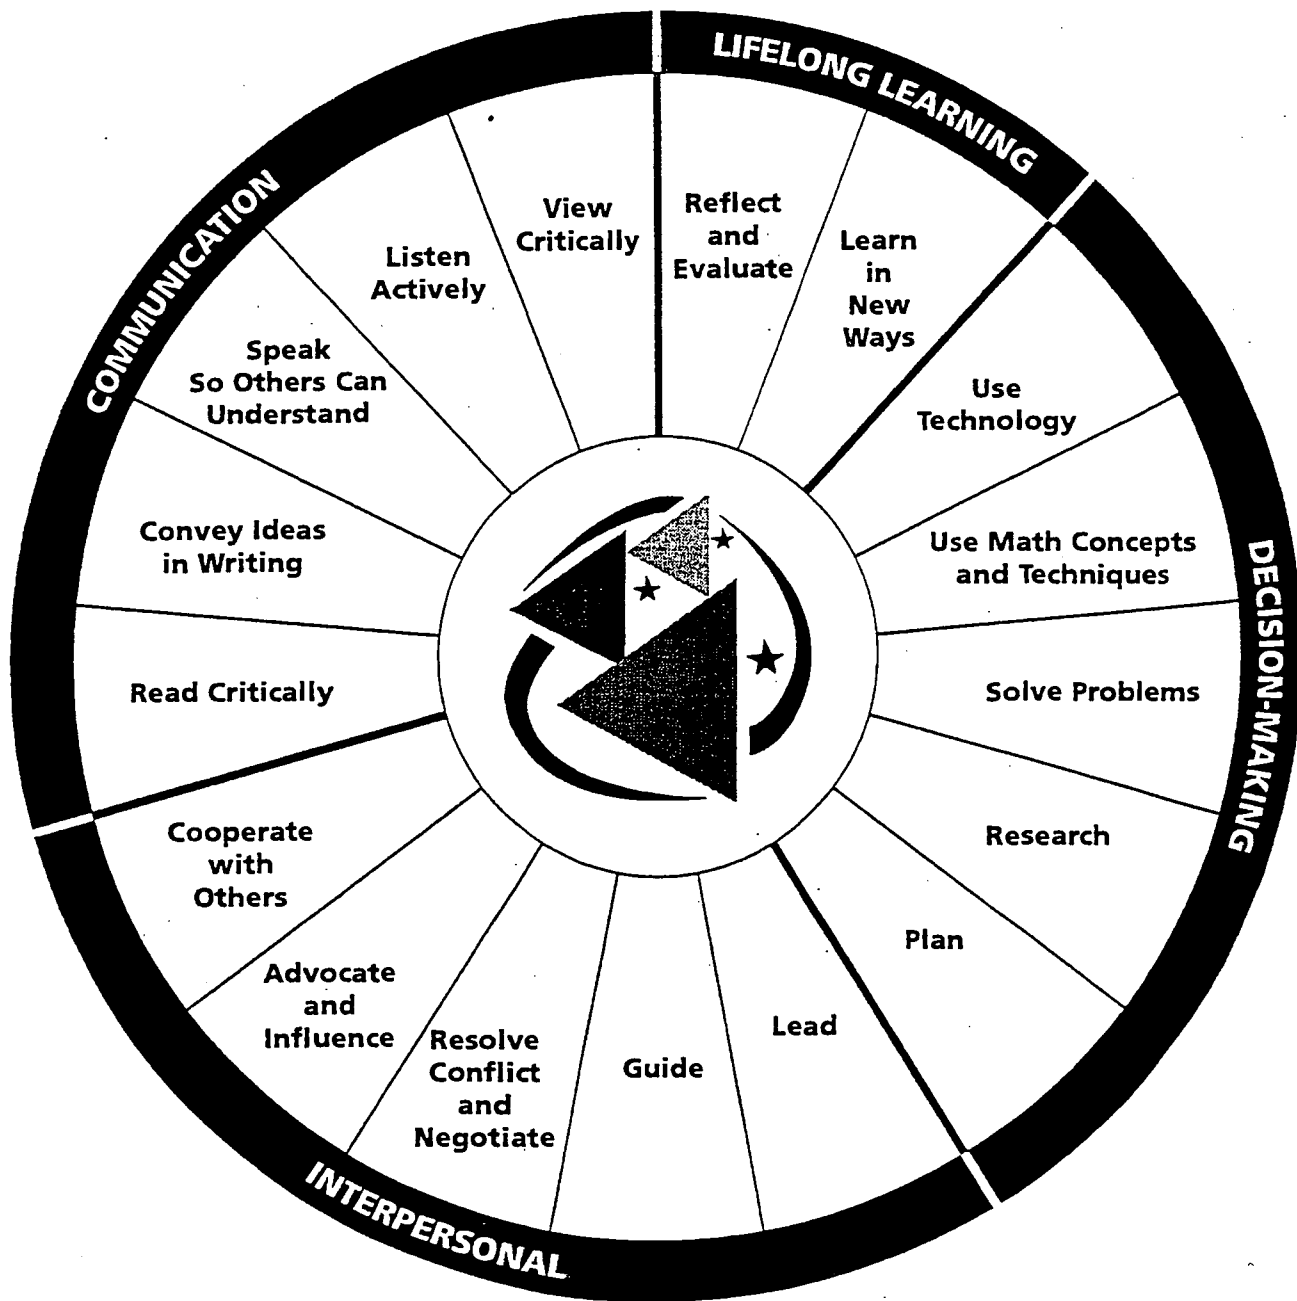 LIFELONG LEARNING
Reflect
and
Evaluate
Learn
in
New
Ways
DECISION-MAKING
Use
Technology
Use Math Concepts
and Techniques
Solve Problems
Research
Plan
INTERPERSONAL
Lead
Guide
Resolve
Conflict
and
Negotiate
Advocate
and
Influence
Cooperate
with
Others
COMMUNICATION
Read Critically
Convey Ideas
in Writing
Speak
So Others Can
Understand
Listen
Actively
View
Critically